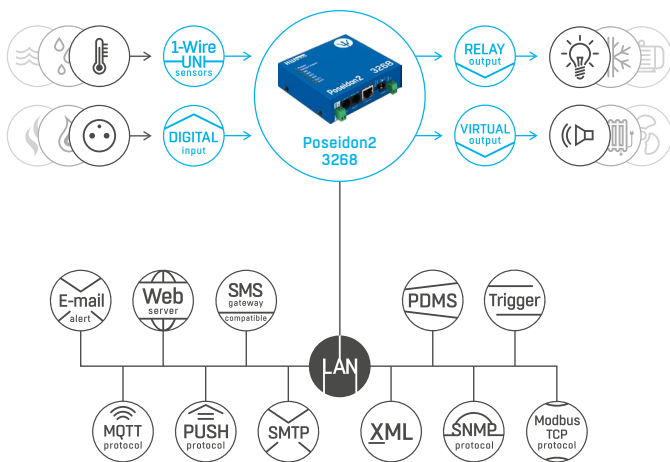 1-Wire
UNI
sensors
RELAY
output
Poseidon2
3268
DIGITAL
input
VIRTUAL
output
Poseidon2
3268
E-mail
alert
Web
server
SMS
gateway
compatible
PDMS
Trigger
LAN
MQTT
protocol
PUSH
protocol
SMTP
XML
SNMP
protocol
Modbus
TCP
protocol